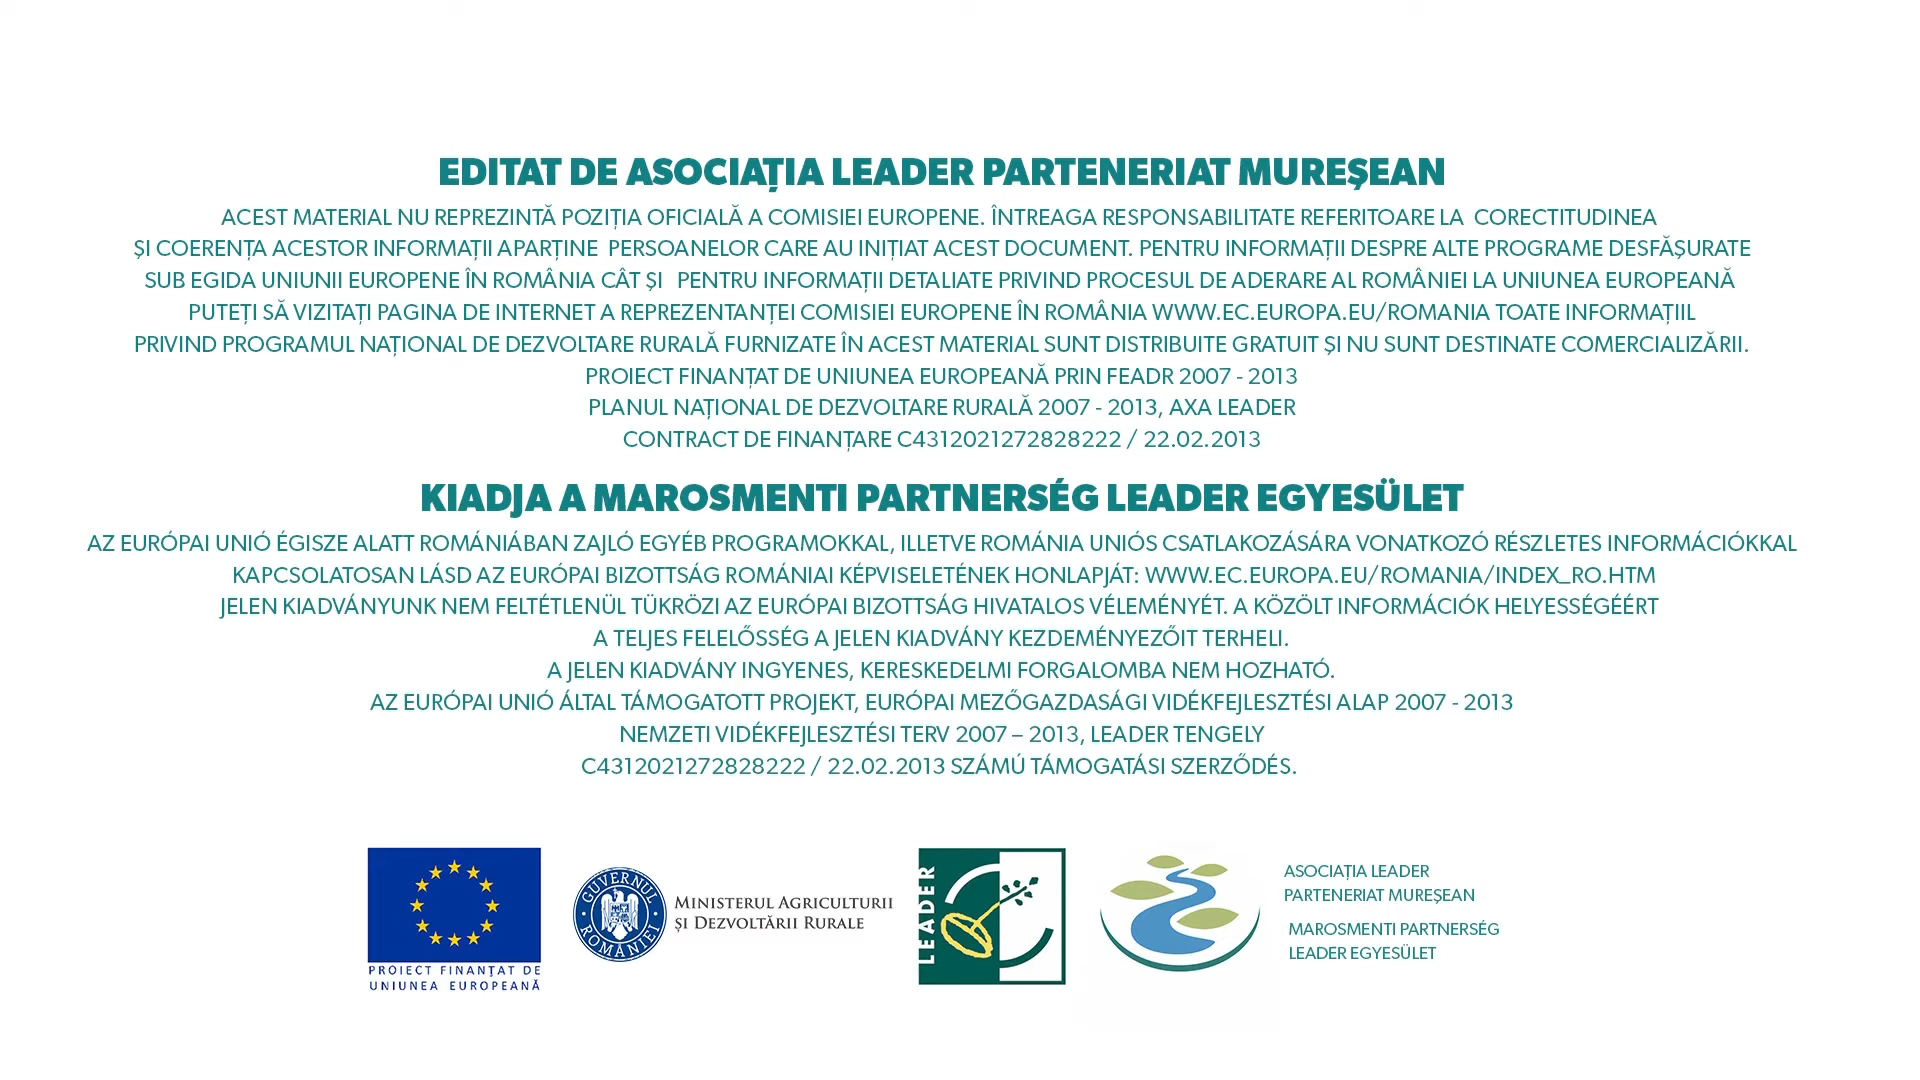 EDITAT DE ASOCIAȚIA LEADER PARTENERIAT MUREȘEAN
ACEST MATERIAL NU REPREZINTĂ POZIȚIA OFICIALĂ A COMISIEI EUROPENE. ÎNTREAGA RESPONSABILITATE REFERITOARE LA CORECTITUDINEA
ȘI COERENȚA ACESTOR INFORMAȚII APARȚINE PERSOANELOR CARE AU INIȚIAT ACEST DOCUMENT. PENTRU INFORMAȚII DESPRE ALTE PROGRAME DESFĂȘURATE
SUB EGIDA UNIUNII EUROPENE ÎN ROMÂNIA CÂT ȘI PENTRU INFORMAȚII DETALIATE PRIVIND PROCESUL DE ADERARE AL ROMÂNIEI LA UNIUNEA EUROPEANĂ
PUTEȚI SĂ VIZITAȚI PAGINA DE INTERNET A REPREZENTANȚEI COMISIEI EUROPENE ÎN ROMÂNIA WWW.EC.EUROPA.EU/ROMANIA TOATE INFORMAȚIIL
PRIVIND PROGRAMUL NAȚIONAL DE DEZVOLTARE RURALĂ FURNIZATE ÎN ACEST MATERIAL SUNT DISTRIBUITE GRATUIT ȘI NU SUNT DESTINATE COMERCIALIZĂRII.
PROIECT FINANȚAT DE UNIUNEA EUROPEANĂ PRIN FEADR 2007 - 2013
PLANUL NAȚIONAL DE DEZVOLTARE RURALĂ 2007 - 2013, AXA LEADER
CONTRACT DE FINANȚARE C4312021272828222 / 22.02.2013
KIADJA A MAROSMENTI PARTNERSÉG LEADER EGYESÜLET
AZ EURÓPAI UNIÓ ÉGISZE ALATT ROMÁNIÁBAN ZAJLÓ EGYÉB PROGRAMOKKAL, ILLETVE ROMÁNIA UNIÓS CSATLAKOZÁSÁRA VONATKOZÓ RÉSZLETES INFORMÁCIÓKKAL
KAPCSOLATOSAN LÁSD AZ EURÓPAI BIZOTTSÁG ROMÁNIAI KÉPVISELETÉNEK HONLAPJÁT: WWW.EC.EUROPA.EU/ROMANIA/INDEX_RO.HTM
JELEN KIADVÁNYUNK NEM FELTÉTLENÜL TÜKRÖZI AZ EURÓPAI BIZOTTSÁG HIVATALOS VÉLEMÉNYÉT. A KÖZÖLT INFORMÁCIÓK HELYESSÉGÉÉRT
A TELJES FELELŐSSÉG A JELEN KIADVÁNY KEZDEMÉNYEZŐIT TERHELI.
A JELEN KIADVÁNY INGYENES, KERESKEDELMI FORGALOMBA NEM HOZHATÓ.
AZ EURÓPAI UNIÓ ÁLTAL TÁMOGATOTT PROJEKT, EURÓPAI MEZŐGAZDASÁGI VIDÉKFEJLESZTÉSI ALAP 2007 - 2013
NEMZETI VIDÉKFEJLESZTÉSI TERV 2007 – 2013, LEADER TENGELY
C4312021272828222 / 22.02.2013 SZÁMÚ TÁMOGATÁSI SZERZŐDÉS.
PROIECT FINANȚAT DE
UNIUNEA EUROPEANĂ
GUVERNUL ROMÂNIEI
MINISTERUL AGRICULTURII
ȘI DEZVOLTĂRII RURALE
LEADER
ASOCIAȚIA LEADER
PARTENERIAT MUREȘEAN
MAROSMENTI PARTNERSÉG
LEADER EGYESÜLET